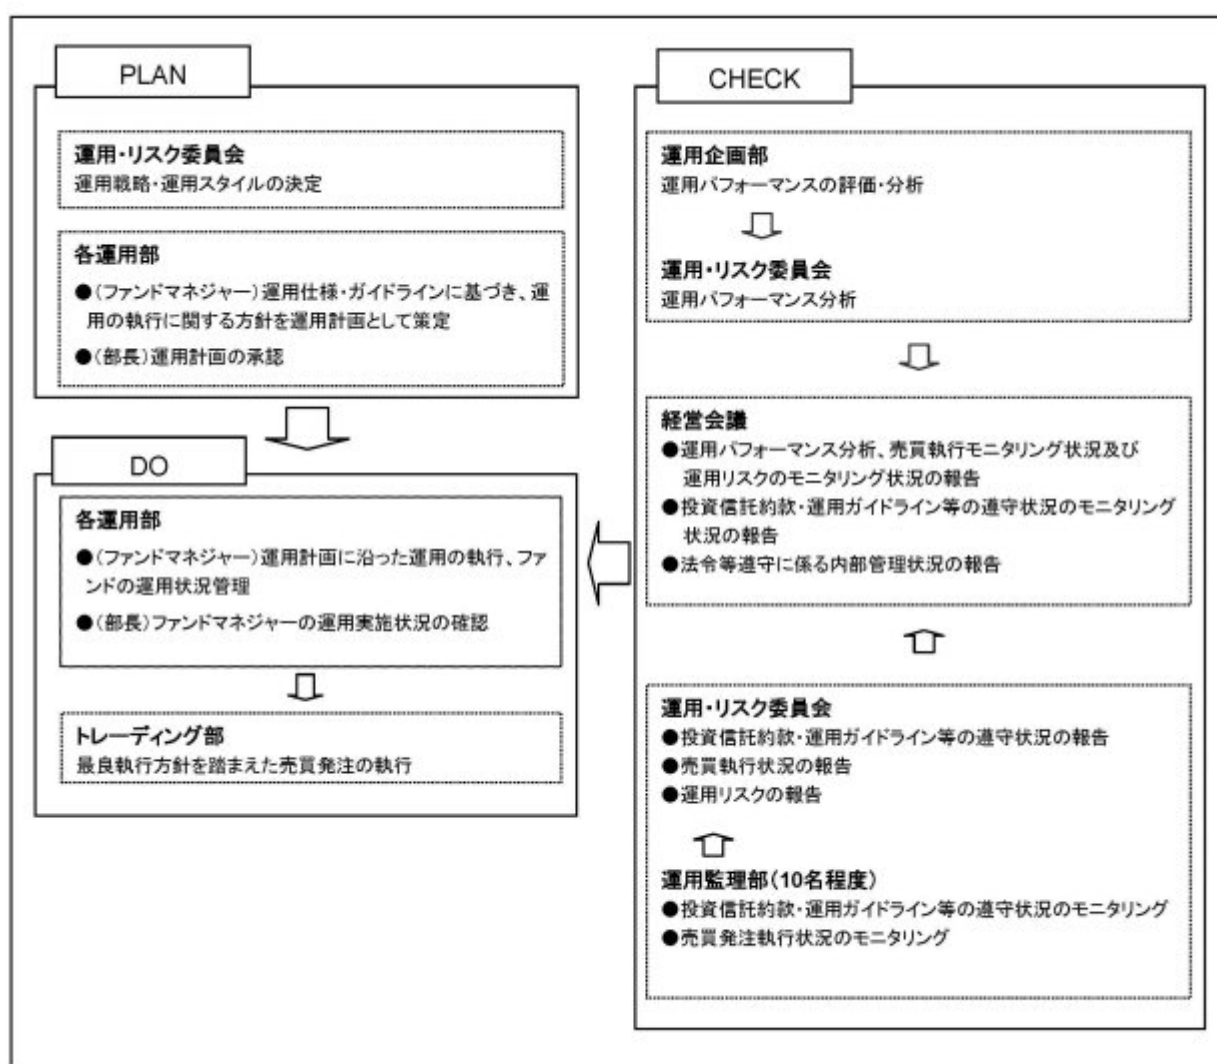 PLAN
運用・リスク委員会
運用戦略・運用スタイルの決定
各運用部
●（ファンドマネジャー）運用仕様・ガイドラインに基づき、運
用の執行に関する方針を運用計画として策定
●（部長）運用計画の承認
DO
各運用部
●（ファンドマネジャー）運用計画に沿った運用の執行、ファ
ンドの運用状況管理
●（部長）ファンドマネジャーの運用実施状況の確認
トレーディング部
最良執行方針を踏まえた売買発注の執行
CHECK
運用企画部
運用パフォーマンスの評価・分析
運用・リスク委員会
運用パフォーマンス分析
経営会議
●運用パフォーマンス分析、売買執行モニタリング状況及び
運用リスクのモニタリング状況の報告
●投資信託約款・運用ガイドライン等の遵守状況のモニタリング
状況の報告
●法令等遵守に係る内部管理状況の報告
運用・リスク委員会
●投資信託約款・運用ガイドライン等の遵守状況の報告
●売買執行状況の報告
●運用リスクの報告
運用監理部（10名程度）
●投資信託約款・運用ガイドライン等の遵守状況のモニタリング
●売買発注執行状況のモニタリング